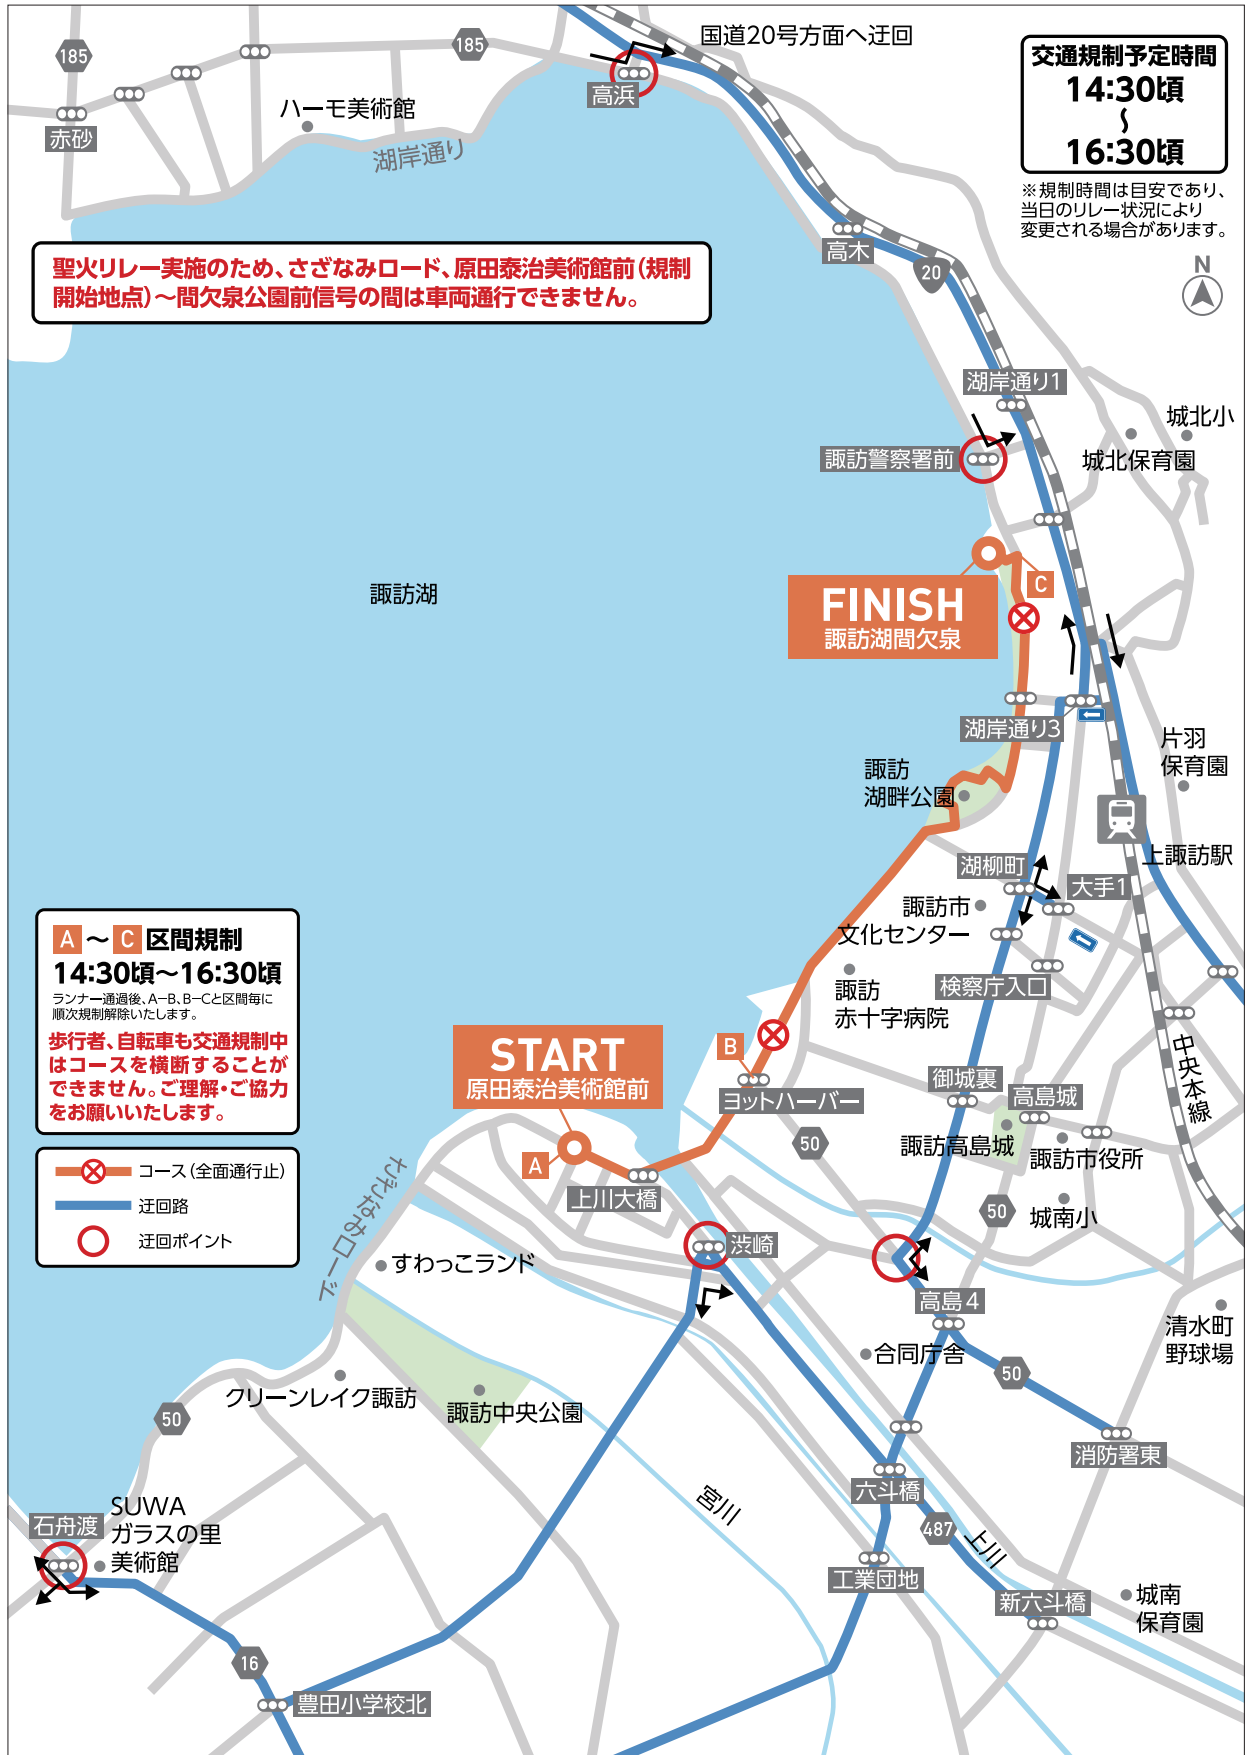 国道20号方面へ迂回
交通規制予定時間
14:30頃
〜
16:30頃
※規制時間は目安であり、
当日のリレー状況により
変更される場合があります。
N
185
185
赤砂
ハーモ美術館
湖岸通り
高浜
高木
20
聖火リレー実施のため、さざなみロード、原田泰治美術館前（規制
開始地点）〜間欠泉公園前信号の間は車両通行できません。
湖岸通り1
城北小
城北保育園
諏訪警察署前
諏訪湖
C
FINISH
諏訪湖間欠泉
湖岸通り3
片羽
保育園
諏訪
湖畔公園
上諏訪駅
湖柳町
大手1
諏訪市
文化センター
検察庁入口
諏訪
赤十字病院
中央本線
A〜C区間規制
14:30頃〜16:30頃
ランナー通過後、A−B、B−Cと区間毎に
順次規制解除いたします。
歩行者、自転車も交通規制中
はコースを横断することが
できません。ご理解・ご協力
をお願いいたします。
START
原田泰治美術館前
B
ヨットハーバー
御城裏
高島城
諏訪高島城
諏訪市役所
50
A
上川大橋
コース（全面通行止）
迂回路
迂回ポイント
さざなみロード
すわっこランド
渋崎
50
城南小
高島4
清水町
野球場
合同庁舎
50
クリーンレイク諏訪
諏訪中央公園
50
消防署東
六斗橋
宮川
487
上川
石舟渡
SUWA
ガラスの里
美術館
工業団地
新六斗橋
城南
保育園
16
豊田小学校北